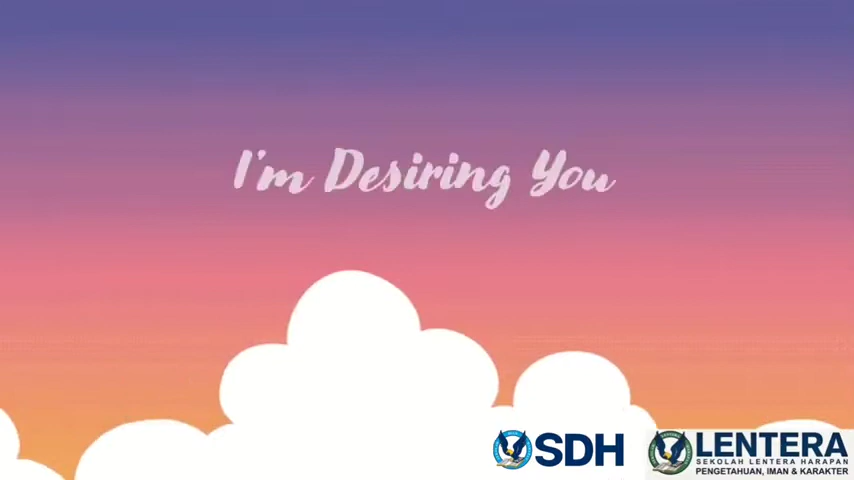 I'm Desiring You
SDH
LENTERA
SEKOLAH LENTERA HARAPAN
PENGETAHUAN, IMAN & KARAKTER